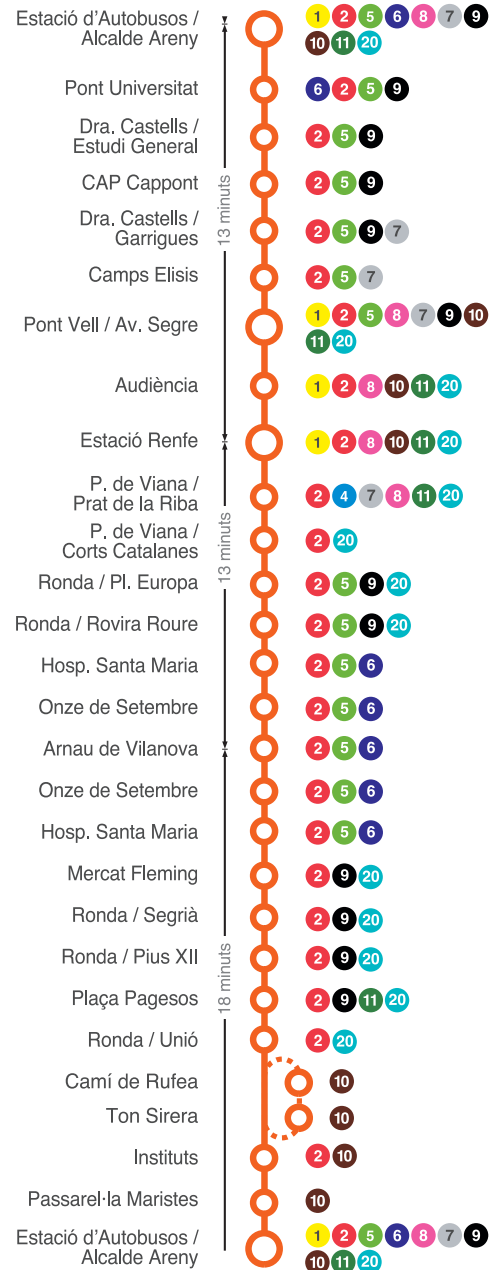 Estació d'Autobusos / 1 2 5 6 8 7 9
Alcalde Areny 10 11 20
Pont Universitat 6 2 5 9
Dra. Castells /
Estudi General 2 5 9
CAP Cappont 2 5 9
13 minuts
Dra. Castells /
Garrigues 2 5 9 7
Camps Elisis 2 5 7
Pont Vell / Av. Segre 1 2 5 8 7 9 10
11 20
Audiència 1 2 8 10 11 20
Estació Renfe 1 2 8 10 11 20
P. de Viana /
Prat de la Riba 2 4 7 8 11 20
P. de Viana /
Corts Catalanes 2 20
13 minuts
Ronda / Pl. Europa 2 5 9 20
Ronda / Rovira Roure 2 5 9 20
Hosp. Santa Maria 2 5 6
Onze de Setembre 2 5 6
Arnau de Vilanova 2 5 6
Onze de Setembre 2 5 6
Hosp. Santa Maria 2 5 6
Mercat Fleming 2 9 20
Ronda / Segrià 2 9 20
Ronda / Pius XII 2 9 20
18 minuts
Plaça Pagesos 2 9 11 20
Ronda / Unió 2 20
Camí de Rufea 10
Ton Sirera 10
Instituts 2 10
Passarel·la Maristes 10
Estació d'Autobusos / 1 2 5 6 8 7 9
Alcalde Areny 10 11 20